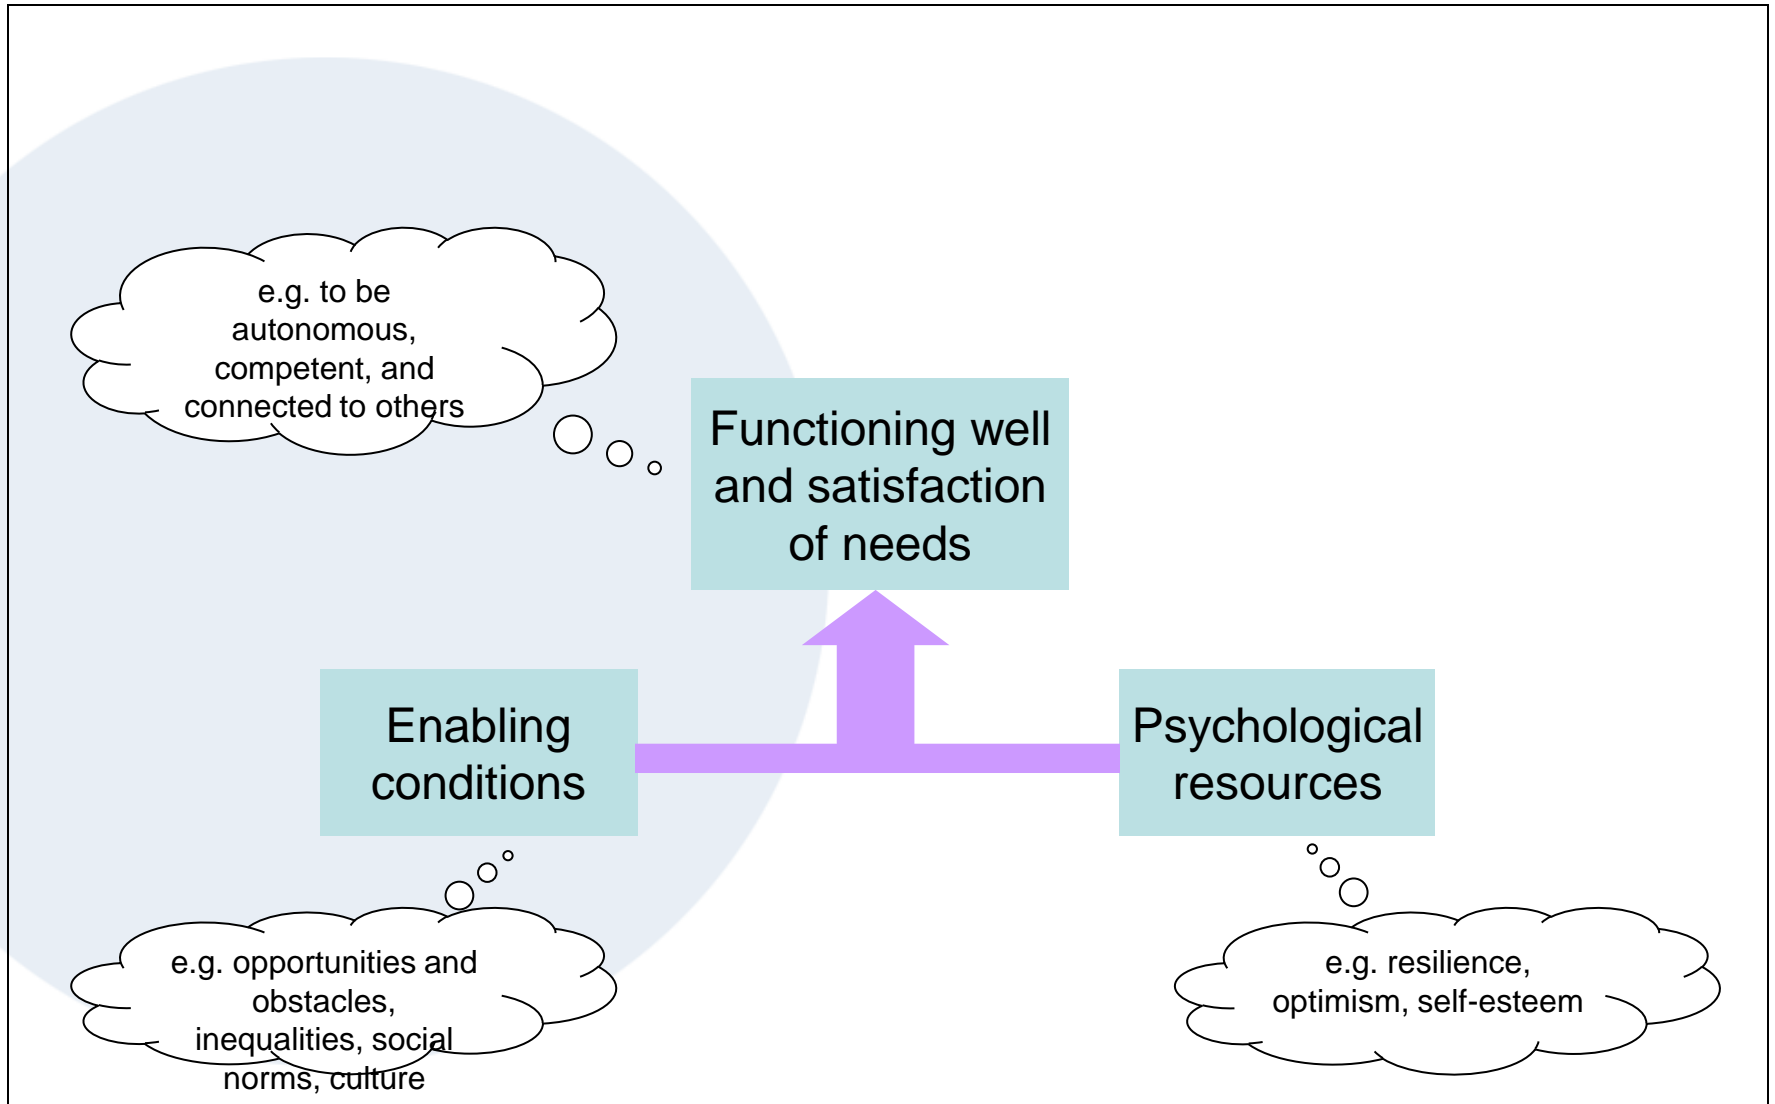 e.g. to be
autonomous,
competent, and
connected to others
Functioning well
and satisfaction
of needs
Enabling
conditions
Psychological
resources
e.g. opportunities and
obstacles,
inequalities, social
norms, culture
e.g. resilience,
optimism, self-esteem